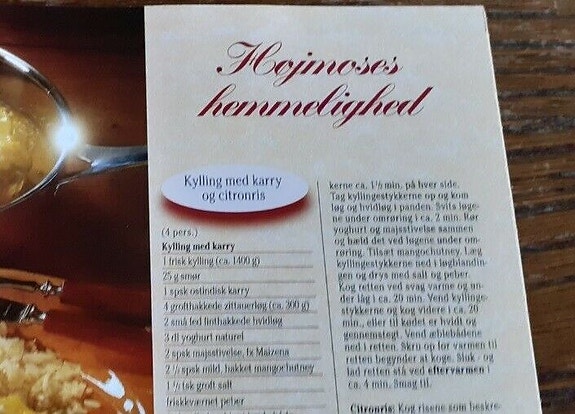 Hojmoses
hemmelighed
Kylling med karry
og citronris
(4 pers.)
Kylling med karry
1 frisk kylling (ca. 1400 g)
25 g smør
1 spsk ostindisk karry
4 grofthakkede zittauerløg (ca. 300 g)
2 små fed finthakkede hvidløg
3 dl yoghurt naturel
2 spsk majsstivelse, fx Maizena
2 ½ spsk mild, hakket mangochutney
1 ½ tsk groft salt
friskkværnet peber
kerne ca. 1½ min. på hver side.
Tag kyllingestykkerne op og kom
løg og hvidløg i panden. Svits løge-
ne under omrøring i ca. 2 min. Rør
yoghurt og majsstivelse sammen
og hæld det ved løgene under om-
røring. Tilsæt mangochutney. Læg
kyllingestykkerne ned i løgblandin-
gen og drys med salt og peber.
Kog retten ved svag varme og un-
der låg i ca. 20 min. Vend kyllinge-
stykkerne og kog videre i ca. 20
min., eller til kødet er hvidt og
gennemstegt. Vend æblebådene
ned i retten. Skru op for varmen til
retten begynder at koge. Sluk - og
lad retten stå ved eftervarmen i
ca. 4 min. Smag til.
Citronris: Kog risene som beskre-